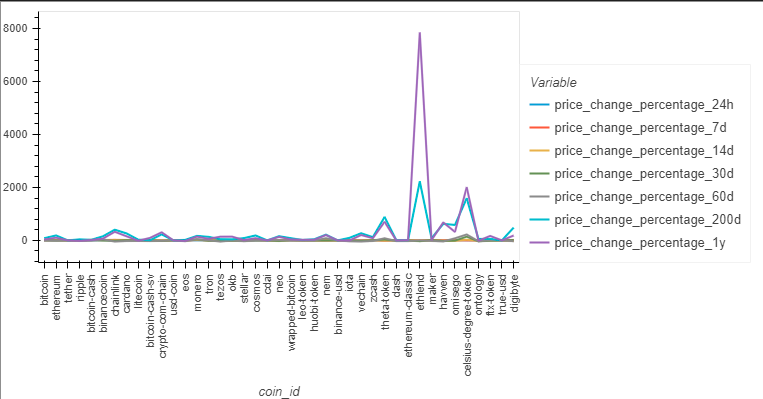 8000
6000
4000
2000
0
Variable
price_change_percentage_24h
price_change_percentage_7d
price_change_percentage_14d
price_change_percentage_30d
price_change_percentage_60d
price_change_percentage_200d
price_change_percentage_1y
bitcoin
ethereum
tether
ripple
bitcoin-cash
binancecoin
chainlink
cardano
litecoin
bitcoin-cash-sv
crypto-com-chain
usd-coin
eos
monero
tron
tezos
okb
stellar
cosmos
cdai
neo
wrapped-bitcoin
leo-token
huobi-token
nem
binance-usd
iota
vechain
zcash
theta-token
dash
ethereum-classic
ethlend
maker
havven
omisego
celsius-degree-token
ontology
ftx-token
true-usd
digibyte
coin_id